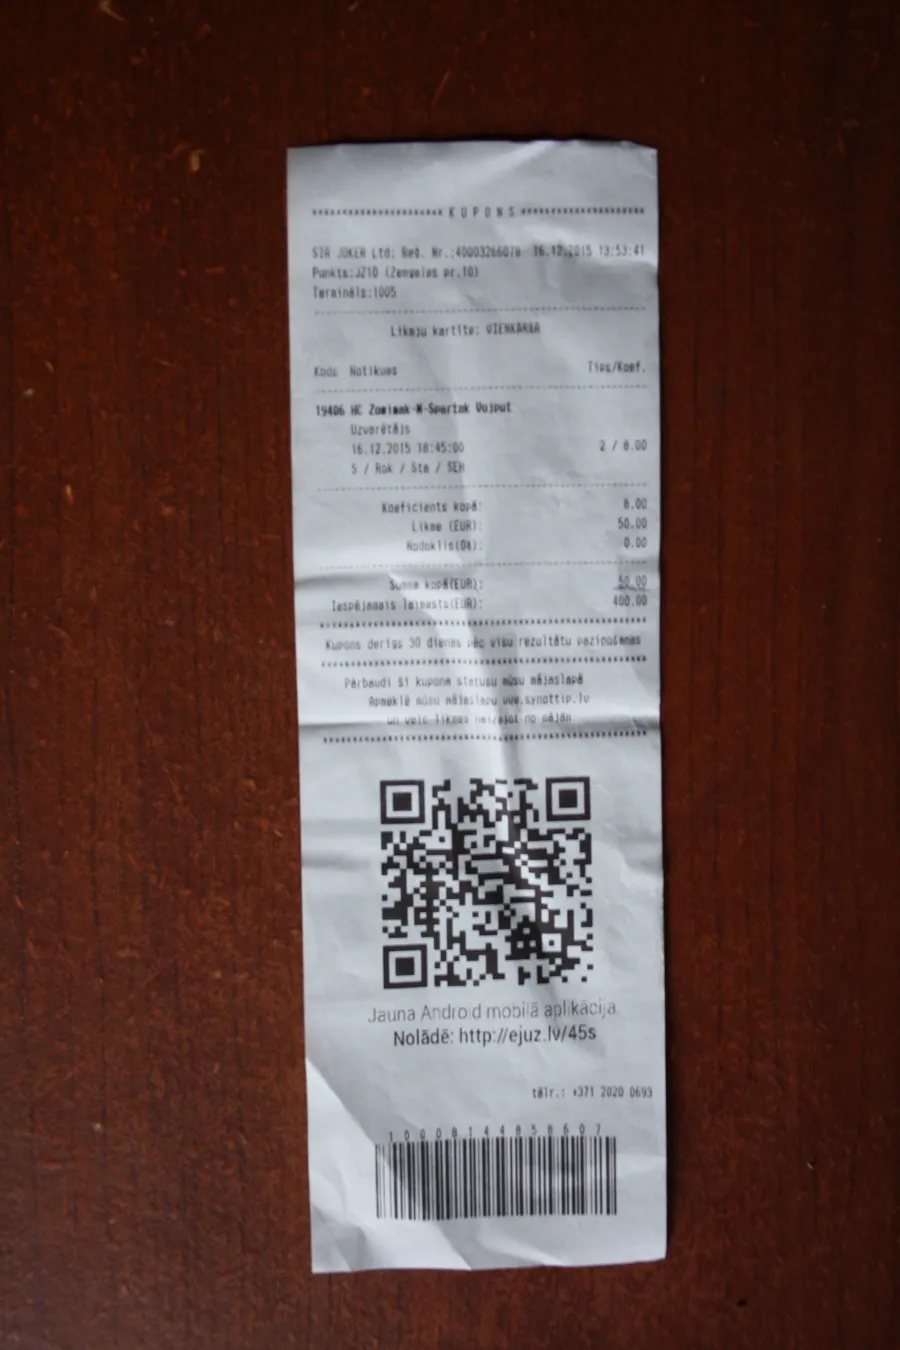 ********************** KUPONS *********************
SIA JOKER Ltd; Reg. Nr.:40003266078 16.12.2015 13:53:41
Punkts:JZ10 (Zemgales pr.10)
Termināls:1005
Likmju kartīte: VIENKĀRŠA
Kods Notikums Tips/Koef.
19406 HC Zamimak-M-Spartak Vojput
Uzvarētājs
16.12.2015 18:45:00 2 / 8.00
S / Rok / Sta / SEH
Koeficients kopā: 8.00
Likme (EUR): 50.00
Nodoklis(0%): 0.00
Summa kopā(EUR): 50.00
Iespējamais laimests(EUR): 400.00
Kupons derīgs 30 dienas pēc visu rezultātu paziņošanas
Pārbaudi šī kupona statusu mūsu mājaslapā
Apmeklē mūsu mājaslapu www.synottip.lv
un veic likmes neizejot no mājām
Jauna Android mobilā aplikācija.
Nolādē: http://ejuz.lv/45s
tālr.: +371 2020 0693
10008144858607